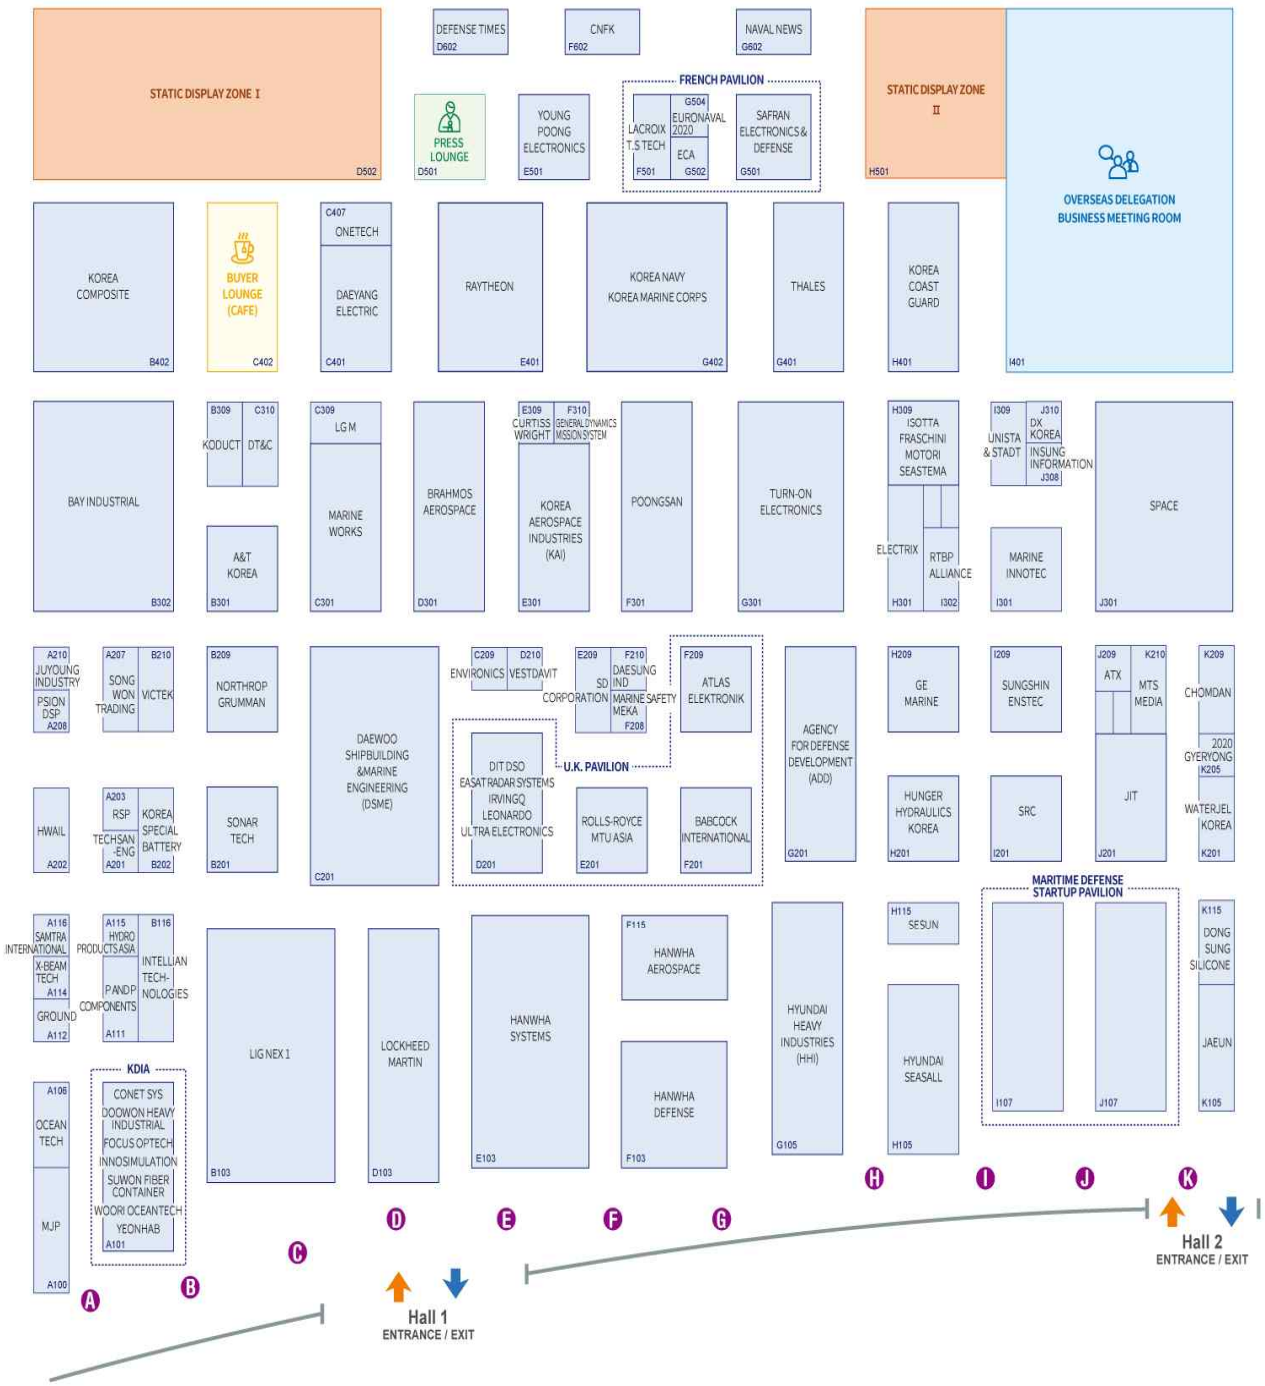 DEFENSE TIMES
D602
CNFK
F602
NAVAL NEWS
G602
STATIC DISPLAY ZONE I
D502
PRESS
LOUNGE
D501
YOUNG
POONG
ELECTRONICS
E501
FRENCH PAVILION
LACROIX
T.S TECH
F501
G504
EURONAVAL
2020
ECA
G502
SAFRAN
ELECTRONICS &
DEFENSE
G501
STATIC DISPLAY ZONE
II
H501
OVERSEAS DELEGATION
BUSINESS MEETING ROOM
I401
KOREA
COMPOSITE
B402
BUYER
LOUNGE
(CAFE)
C402
C407
ONETECH
DAEYANG
ELECTRIC
C401
RAYTHEON
E401
KOREA NAVY
KOREA MARINE CORPS
G402
THALES
G401
KOREA
COAST
GUARD
H401
BAY INDUSTRIAL
B302
B309
KODUCT
C310
DT&C
A&T
KOREA
B301
C309
LG M
MARINE
WORKS
C301
BRAHMOS
AEROSPACE
D301
E309
CURTISS
WRIGHT
F310
GENERAL DYNAMICS
MISSION SYSTEM
KOREA
AEROSPACE
INDUSTRIES
(KAI)
E301
POONGSAN
F301
TURN-ON
ELECTRONICS
G301
H309
ISOTTA
FRASCHINI
MOTORI
SEASTEMA
ELECTRIX
H301
RTBP
ALLIANCE
I302
I309
UNISTA
& STADT
J310
DX
KOREA
INSUNG
INFORMATION
J308
MARINE
INNOTEC
I301
SPACE
J301
A210
JUYOUNG
INDUSTRY
PSION
DSP
A208
A207
SONG
WON
TRADING
B210
VICTEK
B209
NORTHROP
GRUMMAN
DAEWOO
SHIPBUILDING
&MARINE
ENGINEERING
(DSME)
C201
C209
ENVIRONICS
D210
VESTDAVIT
E209
SD
CORPORATION
F210
DAESUNG
IND
MARINE SAFETY
MEKA
F208
F209
ATLAS
ELEKTRONIK
U.K. PAVILION
DIT DSO
EASAT RADAR SYSTEMS
IRVINGQ
LEONARDO
ULTRA ELECTRONICS
D201
ROLLS-ROYCE
MTU ASIA
E201
BABCOCK
INTERNATIONAL
F201
AGENCY
FOR DEFENSE
DEVELOPMENT
(ADD)
G201
H209
GE
MARINE
I209
SUNGSHIN
ENSTEC
J209
ATX
K210
MTS
MEDIA
K209
CHOMDAN
2020
GYERYONG
K205
WATERJEL
KOREA
K201
HWAIL
A202
A203
RSP
TECHSAN
-ENG
A201
KOREA
SPECIAL
BATTERY
B202
SONAR
TECH
B201
HUNGER
HYDRAULICS
KOREA
H201
SRC
I201
JIT
J201
A116
SAMTRA
INTERNATIONAL
X-BEAM
TECH
A114
GROUND
A112
A115
HYDRO
PRODUCTS ASIA
PANDP
COMPONENTS
A111
B116
INTELLIAN
TECH-
NOLOGIES
LIG NEX 1
B103
LOCKHEED
MARTIN
D103
HANWHA
SYSTEMS
E103
F115
HANWHA
AEROSPACE
HANWHA
DEFENSE
F103
HYUNDAI
HEAVY
INDUSTRIES
(HHI)
G105
H115
SESUN
HYUNDAI
SEASALL
H105
MARITIME DEFENSE
STARTUP PAVILION
I107
J107
K115
DONG
SUNG
SILICONE
JAEUN
K105
A106
OCEAN
TECH
MJP
A100
KDIA
CONET SYS
DOOWON HEAVY
INDUSTRIAL
FOCUS OPTECH
INNOSIMULATION
SUWON FIBER
CONTAINER
WOORI OCEANTECH
YEONHAB
A101
A
B
C
D
E
F
G
H
I
J
K
Hall 1
ENTRANCE / EXIT
Hall 2
ENTRANCE / EXIT